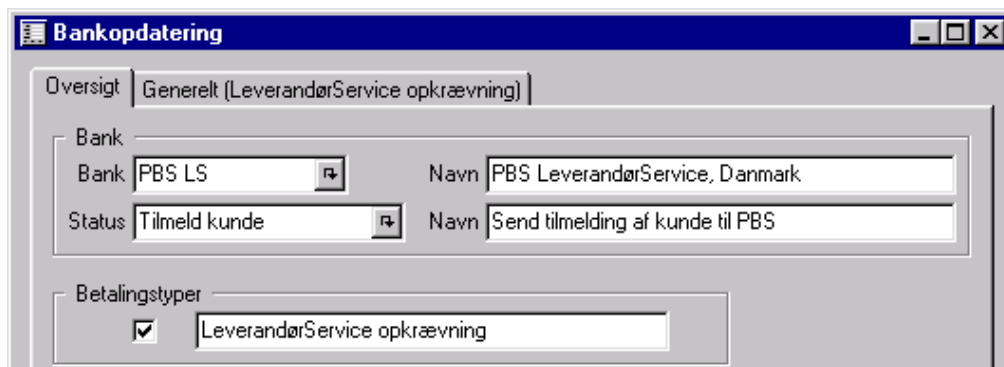 Bankopdatering
Oversigt Generelt (LeverandørService opkrævning)
Bank
Bank PBS LS Navn PBS LeverandørService, Danmark
Status Tilmeld kunde Navn Send tilmelding af kunde til PBS
Betalingstyper
LeverandørService opkrævning